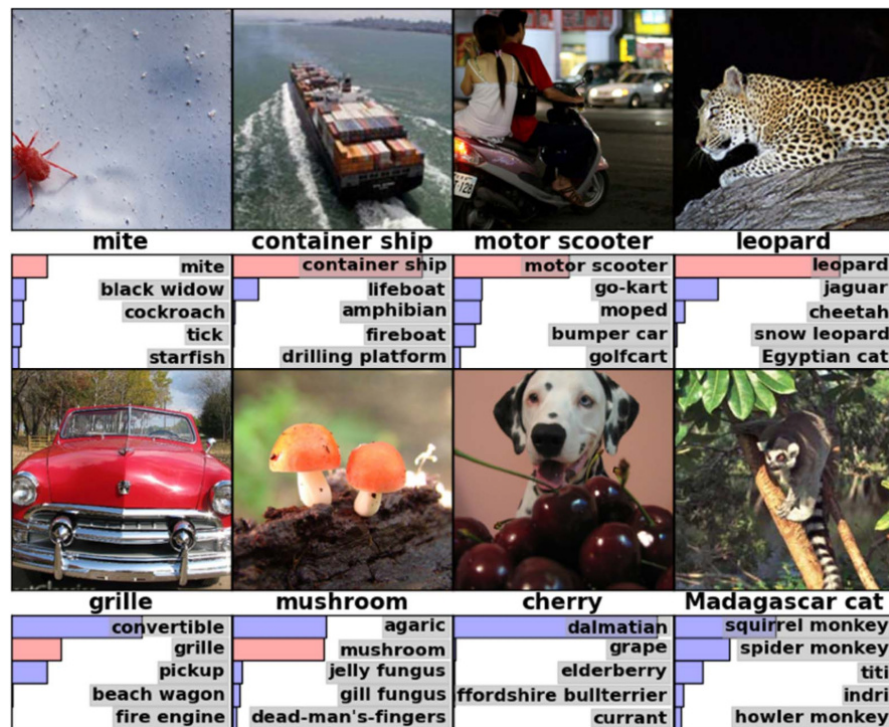 mite
container ship
motor scooter
leopard
mite
black widow
cockroach
tick
starfish
container ship
lifeboat
amphibian
fireboat
drilling platform
motor scooter
go-kart
moped
bumper car
golfcart
leopard
jaguar
cheetah
snow leopard
Egyptian cat
grille
mushroom
cherry
Madagascar cat
convertible
grille
pickup
beach wagon
fire engine
agaric
mushroom
jelly fungus
gill fungus
dead-man's-fingers
dalmatian
grape
elderberry
ffordshire bullterrier
currant
squirrel monkey
spider monkey
titi
indri
howler monkey